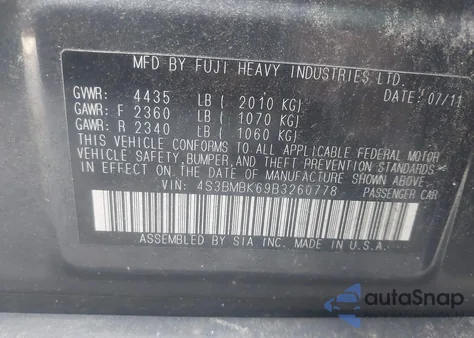 MFD BY FUJI HEAVY INDUSTRIES LTD.
DATE: 07/11
GVWR: 4435 LB ( 2010 KG)
GAWR: F 2360 LB ( 1070 KG)
GAWR: R 2340 LB ( 1060 KG)
THIS VEHICLE CONFORMS TO ALL APPLICABLE FEDERAL MOTOR
VEHICLE SAFETY, BUMPER, AND THEFT PREVENTION STANDARDS
IN EFFECT ON THE DATE OF MANUFACTURE SHOWN ABOVE.
VIN: 4S3BMBK69B3260778 PASSENGER CAR
ASSEMBLED BY SIA INC. MADE IN U.S.A.
autoSnap